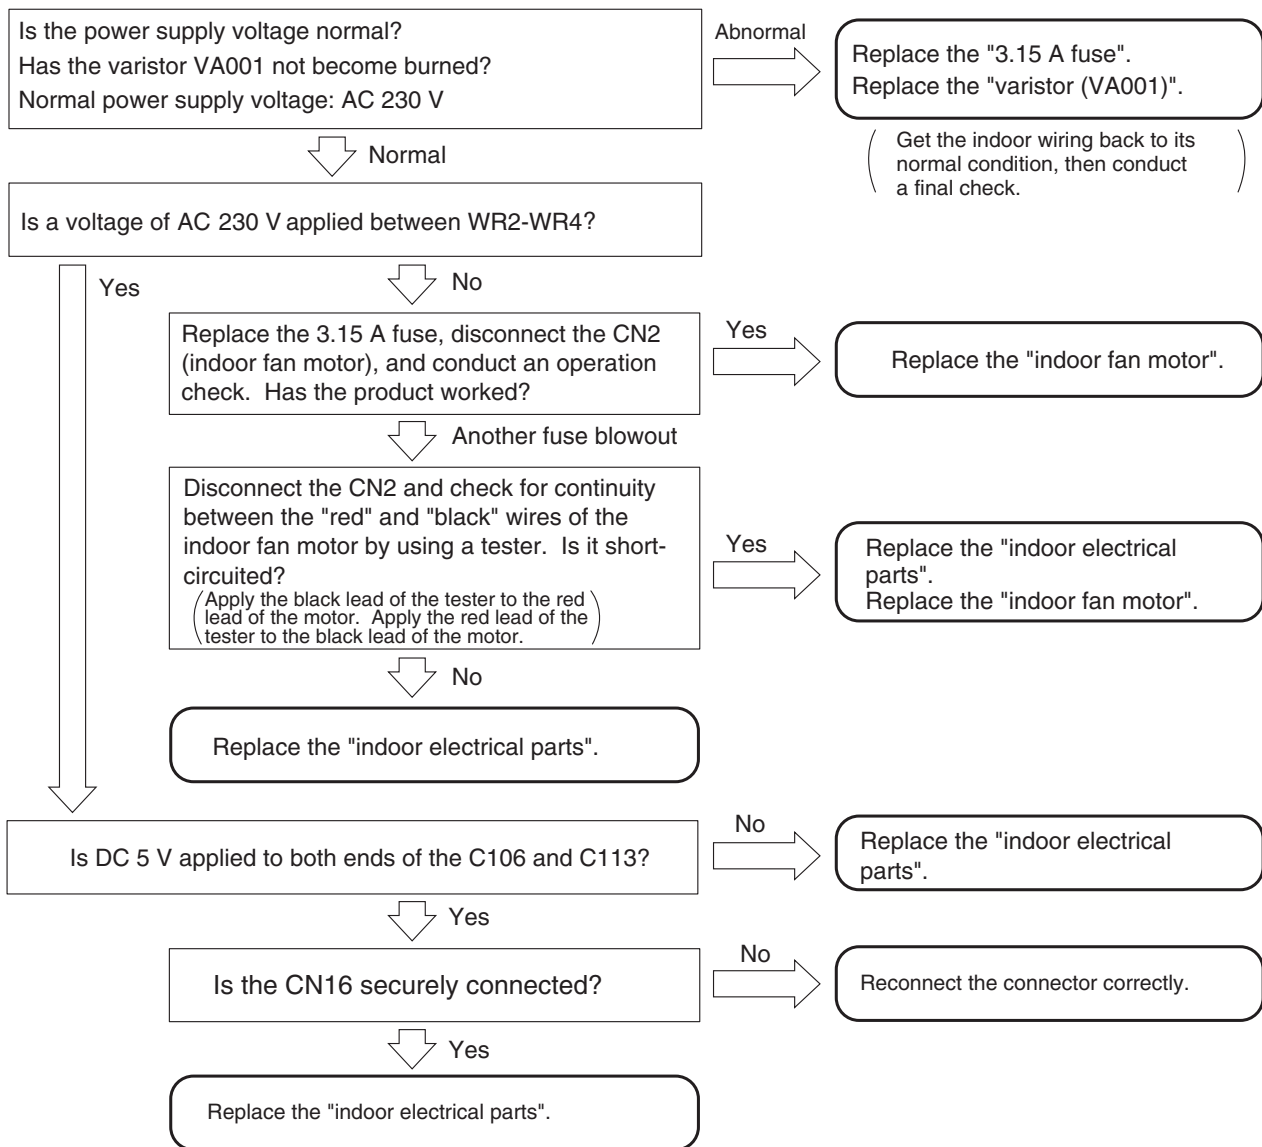 Is the power supply voltage normal?
Has the varistor VA001 not become burned?
Normal power supply voltage: AC 230 V
Abnormal
Replace the "3.15 A fuse".
Replace the "varistor (VA001)".
Get the indoor wiring back to its
normal condition, then conduct
a final check.
Normal
Is a voltage of AC 230 V applied between WR2-WR4?
Yes
No
Replace the 3.15 A fuse, disconnect the CN2
(indoor fan motor), and conduct an operation
check. Has the product worked?
Yes
Replace the "indoor fan motor".
Another fuse blowout
Disconnect the CN2 and check for continuity
between the "red" and "black" wires of the
indoor fan motor by using a tester. Is it short-
circuited?
Apply the black lead of the tester to the red
lead of the motor. Apply the red lead of the
tester to the black lead of the motor.
Yes
Replace the "indoor electrical
parts".
Replace the "indoor fan motor".
No
Replace the "indoor electrical parts".
Is DC 5 V applied to both ends of the C106 and C113?
No
Replace the "indoor electrical
parts".
Yes
Is the CN16 securely connected?
No
Reconnect the connector correctly.
Yes
Replace the "indoor electrical parts".